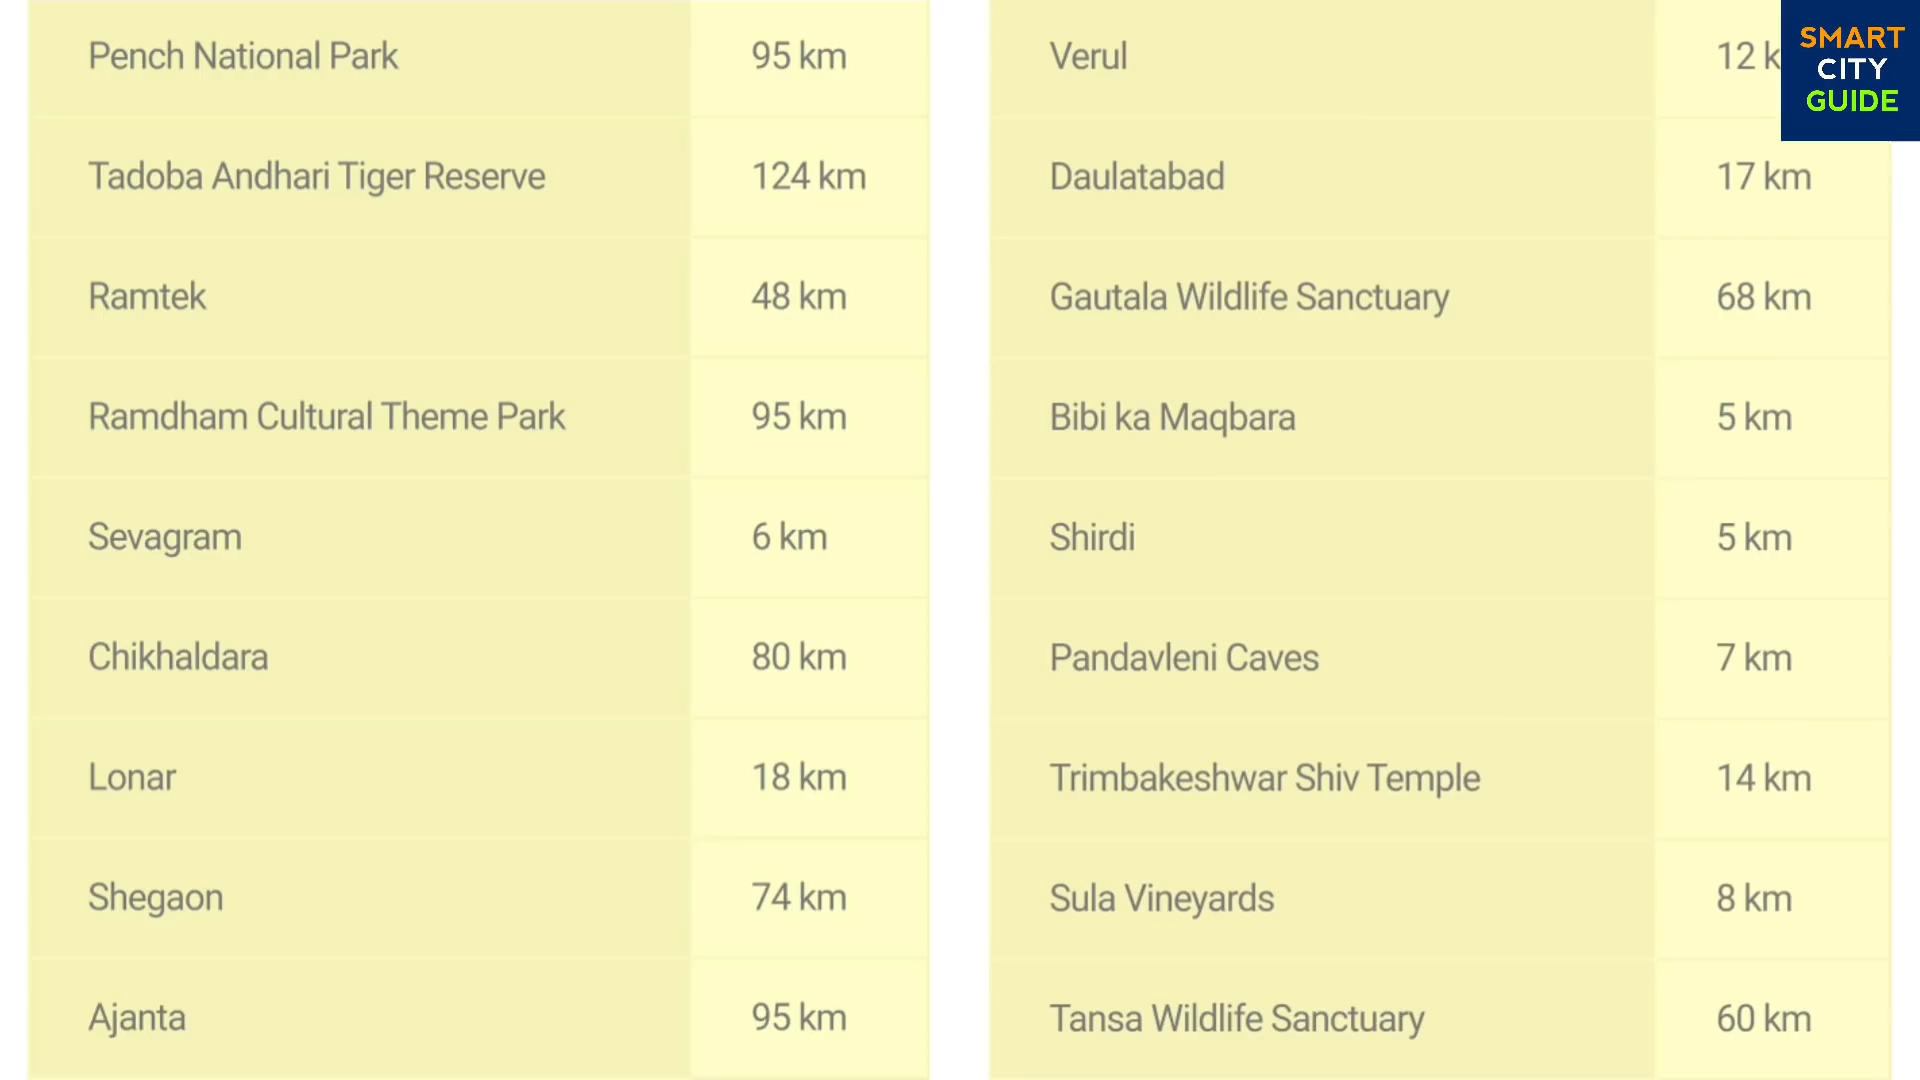 Pench National Park 95 km
Tadoba Andhari Tiger Reserve 124 km
Ramtek 48 km
Ramdham Cultural Theme Park 95 km
Sevagram 6 km
Chikhaldara 80 km
Lonar 18 km
Shegaon 74 km
Ajanta 95 km
Verul 12 k
Daulatabad 17 km
Gautala Wildlife Sanctuary 68 km
Bibi ka Maqbara 5 km
Shirdi 5 km
Pandavleni Caves 7 km
Trimbakeshwar Shiv Temple 14 km
Sula Vineyards 8 km
Tansa Wildlife Sanctuary 60 km
SMART
CITY
GUIDE